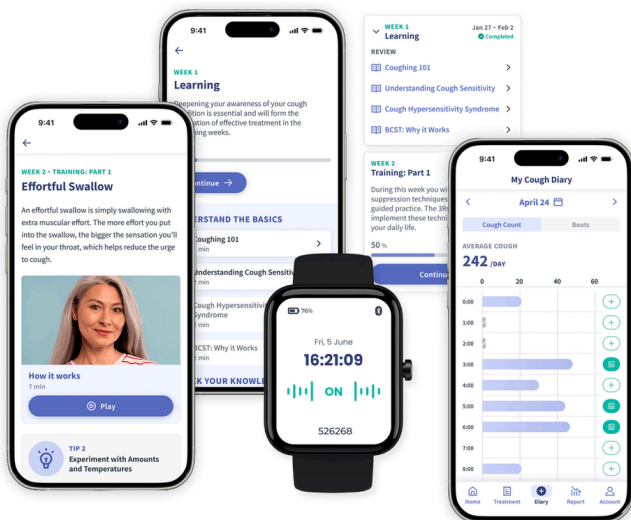 9:41
WEEK 2 • TRAINING: PART 1
Effortful Swallow
An effortful swallow is simply swallowing with
extra muscular effort. The more effort you put
into the swallow, the bigger the sensation you'll
feel in your throat, which helps reduce the urge
to cough.
How it works
7 min
Play
TIP 2
Experiment with Amounts
and Temperatures
9:41
WEEK 1
Learning
Deepening your awareness of your cough
is essential and will form the
of effective treatment in the
weeks.
THE BASICS
Coughing 101
min
Understanding Cough
min
Cough Hypersensitivity
Syndrome
min
BCST: Why it Works
min
YOUR
WEEK 1
Learning
Jan 27 – Feb 2
Completed
REVIEW
Coughing 101
Understanding Cough Sensitivity
Cough Hypersensitivity Syndrome
BCST: Why it Works
WEEK 2
Training: Part 1
During this week you
suppression techniques
guided practice. The 3Rs
implement these
your daily life.
50 %
76%
Fri, 5 June
16:21:09
ON
526268
9:41
My Cough Diary
April 24
Cough Count
Bouts
AVERAGE COUGH
242 /DAY
0 20 40 60
0:00
1:00
2:00
3:00
4:00
5:00
6:00
7:00
8:00
Home Treatment Diary Report Account